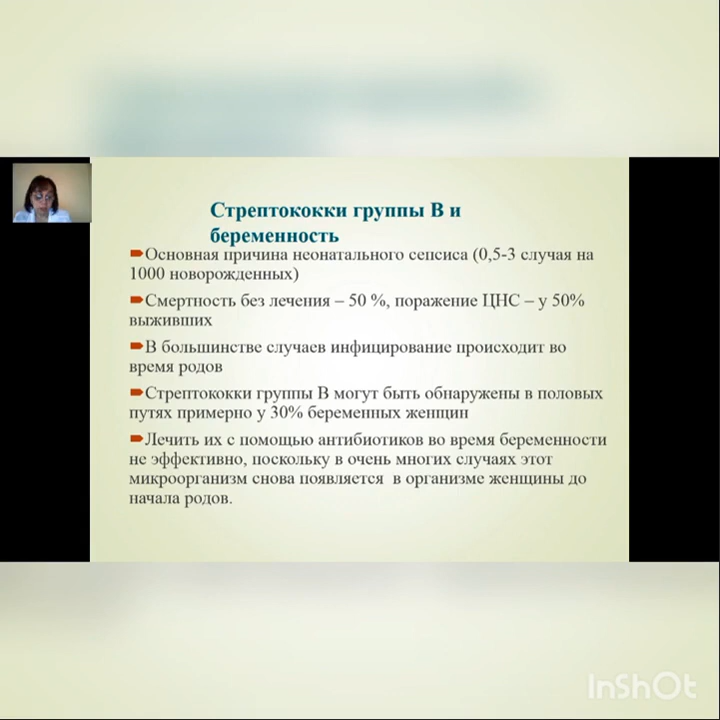 Стрептококки группы В и
беременность
Основная причина неонатального сепсиса (0,5-3 случая на
1000 новорожденных)
Смертность без лечения – 50 %, поражение ЦНС – у 50%
выживших
В большинстве случаев инфицирование происходит во
время родов
Стрептококки группы В могут быть обнаружены в половых
путях примерно у 30% беременных женщин
Лечить их с помощью антибиотиков во время беременности
не эффективно, поскольку в очень многих случаях этот
микроорганизм снова появляется в организме женщины до
начала родов.
InShOt